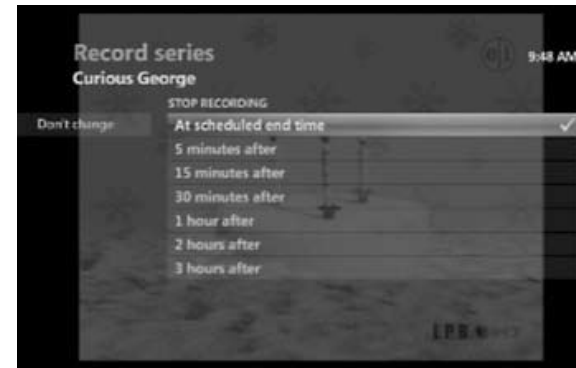 Record series
9:48 AM
Curious George
STOP RECORDING
Don't change
At scheduled end time
5 minutes after
15 minutes after
30 minutes after
1 hour after
2 hours after
3 hours after